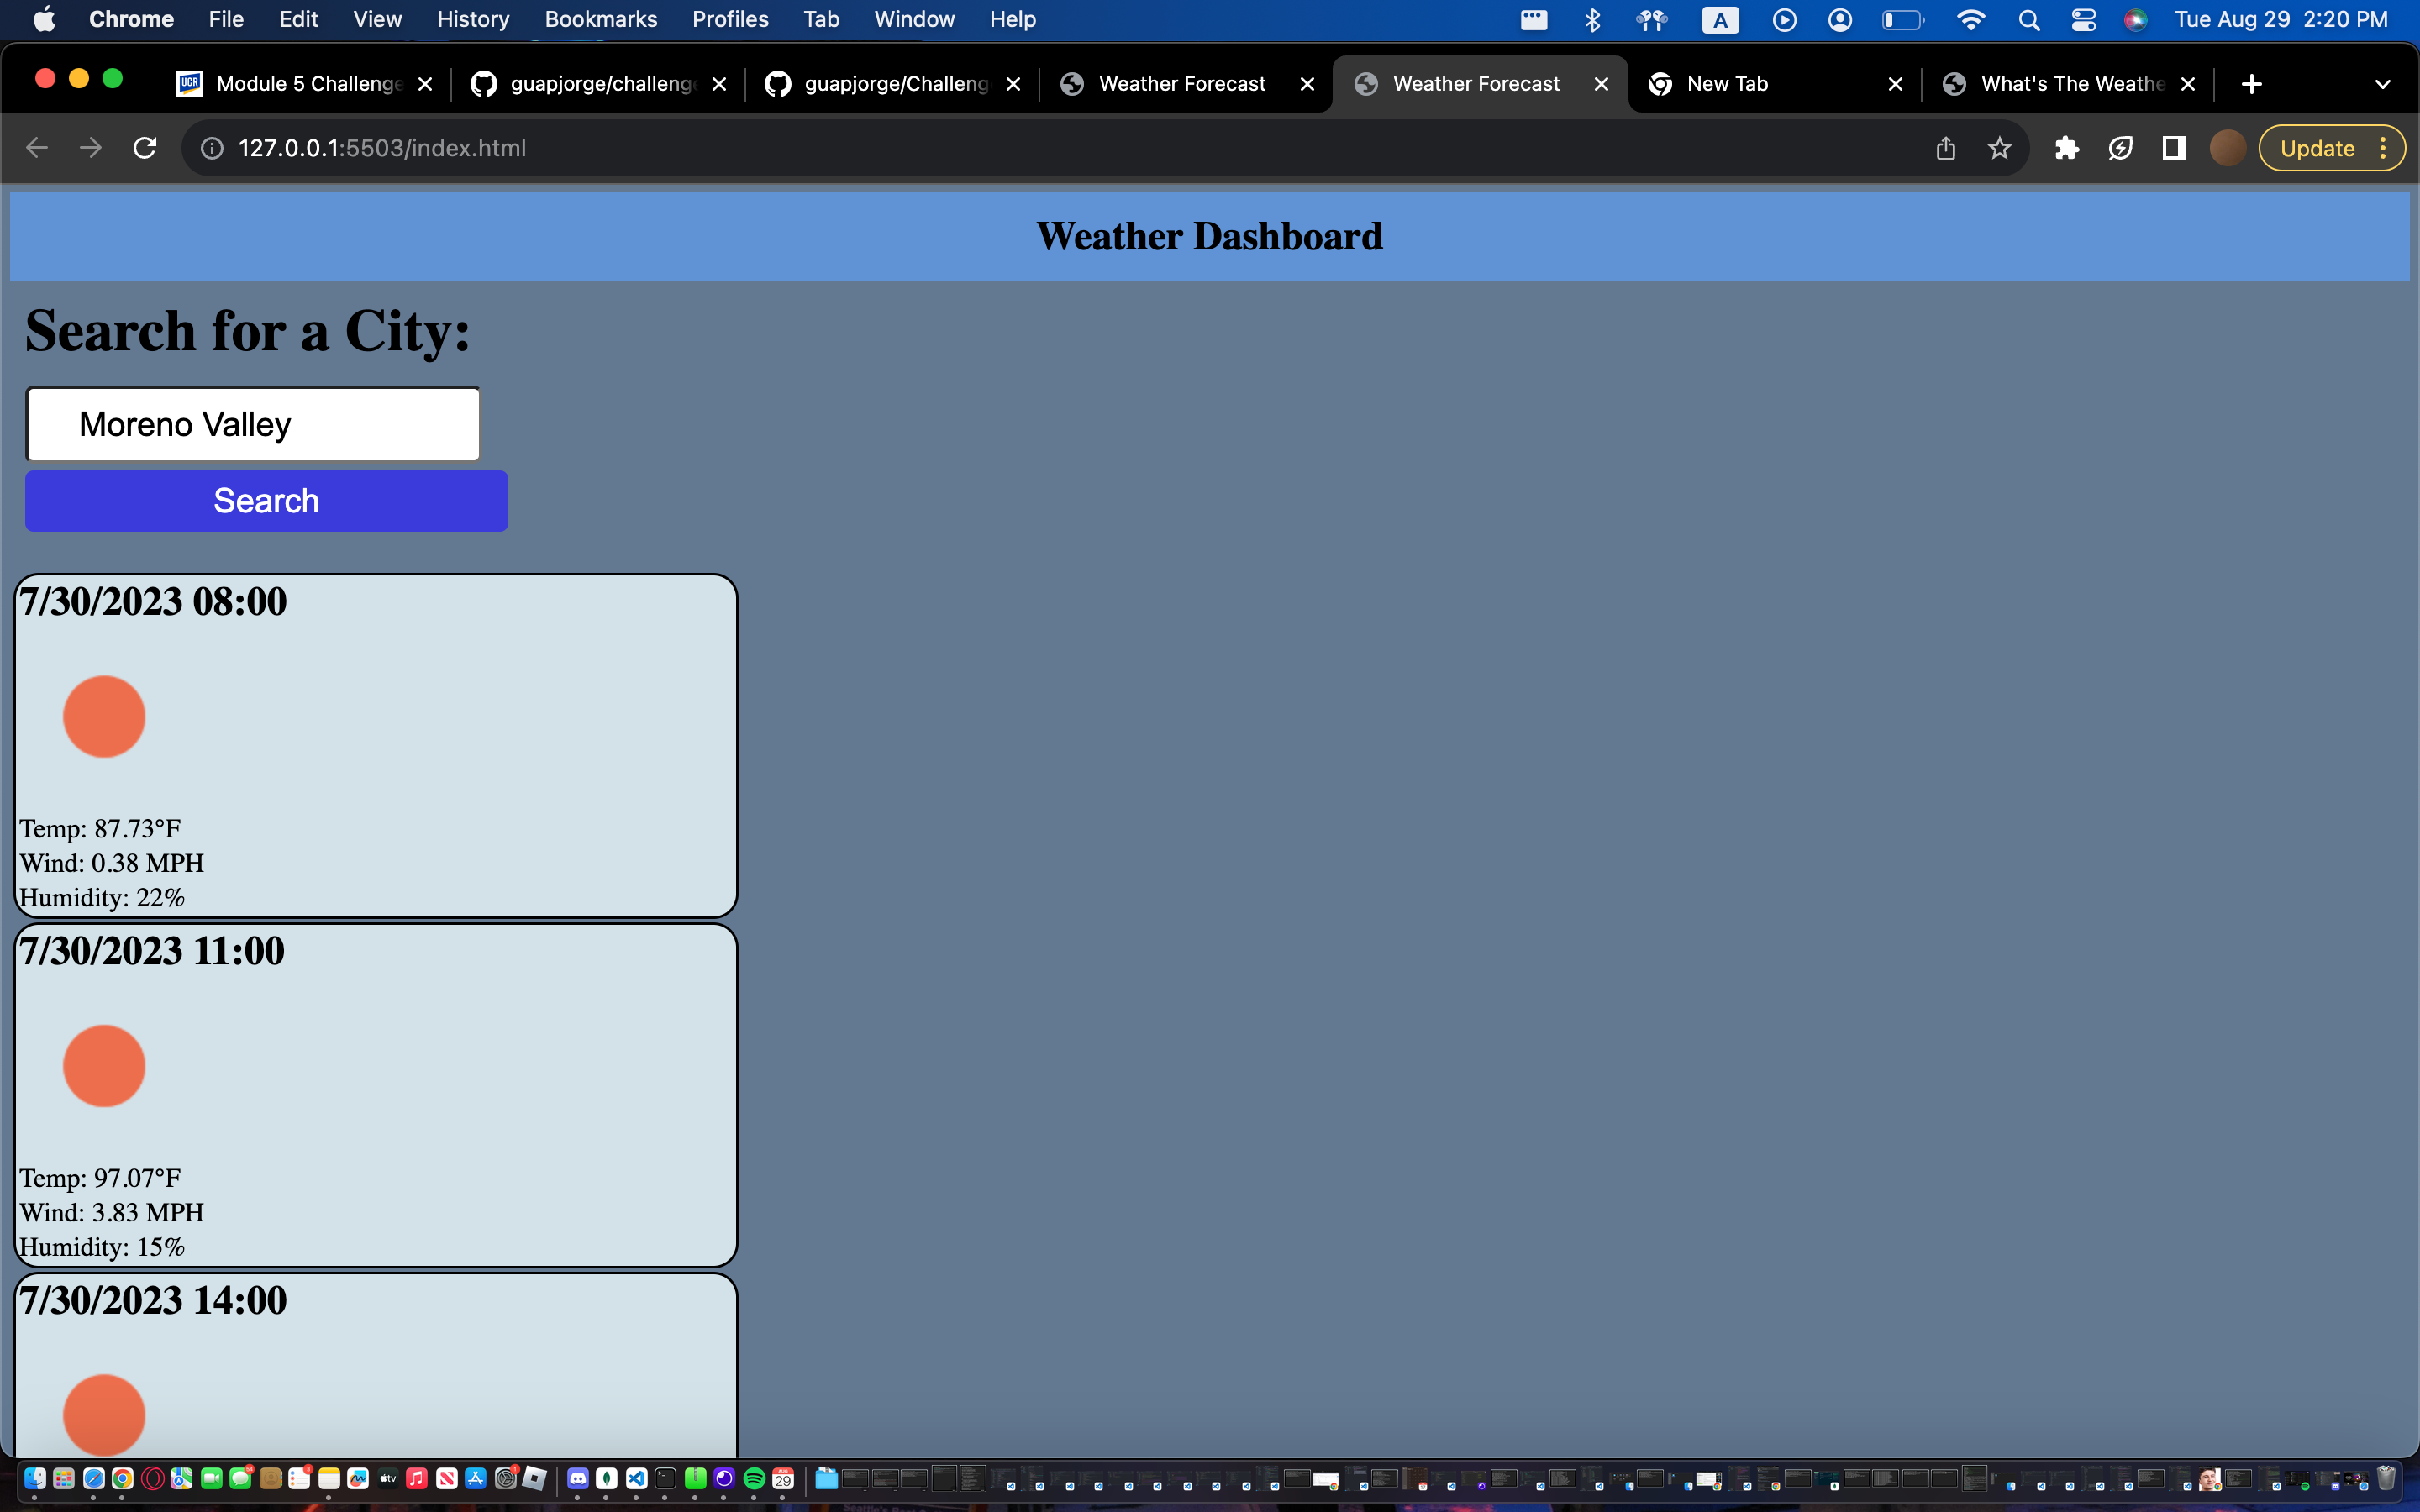 Chrome File Edit View History Bookmarks Profiles Tab Window Help A Tue Aug 29 2:20 PM
UCR Module 5 Challenge guapjorge/challeng guapjorge/Challeng Weather Forecast Weather Forecast New Tab What's The Weathe
127.0.0.1:5503/index.html Update
Weather Dashboard
Search for a City:
Moreno Valley
Search
7/30/2023 08:00
Temp: 87.73°F
Wind: 0.38 MPH
Humidity: 22%
7/30/2023 11:00
Temp: 97.07°F
Wind: 3.83 MPH
Humidity: 15%
7/30/2023 14:00
tv 29